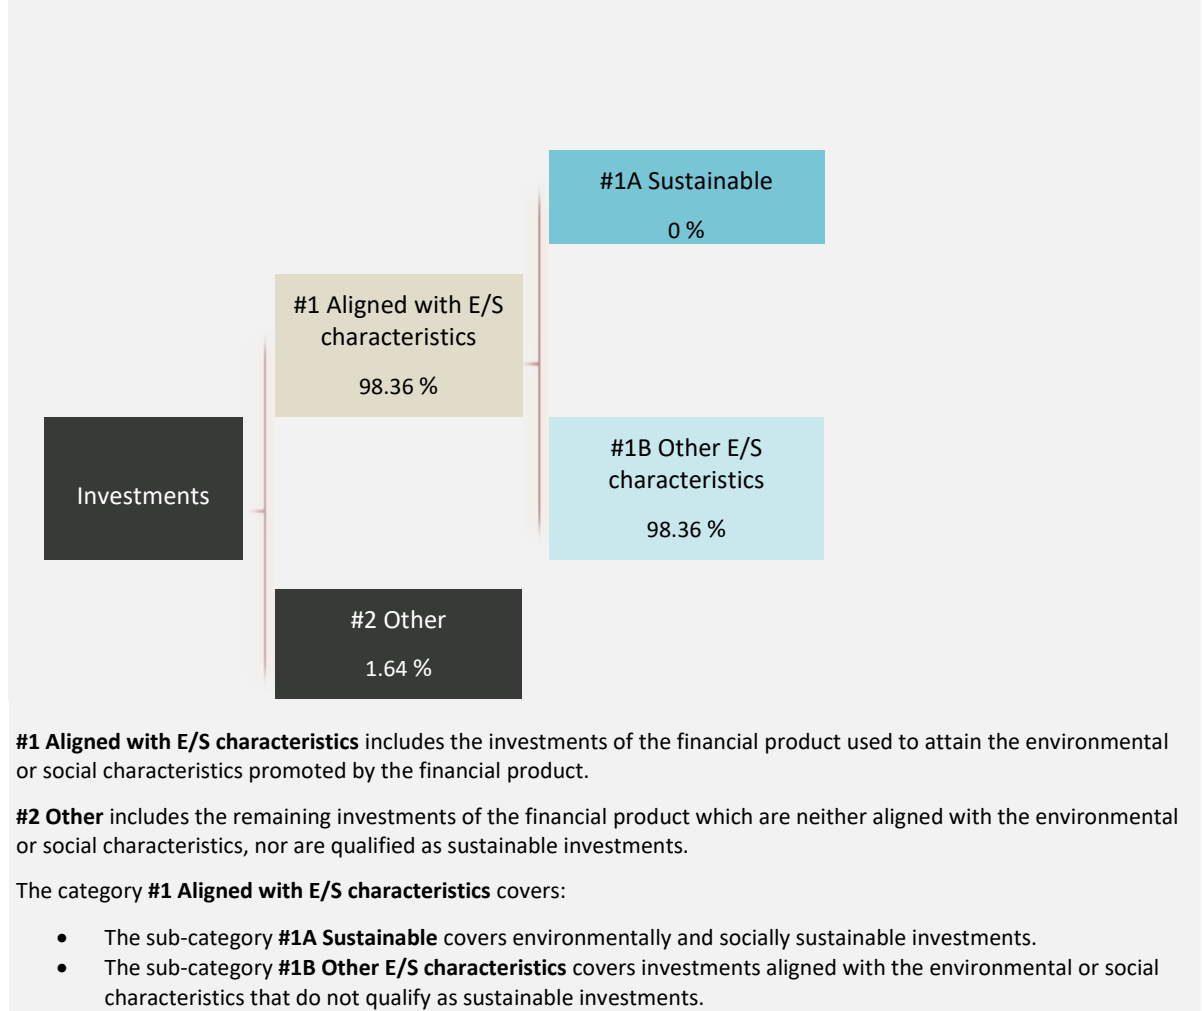 #1A Sustainable
0 %
#1 Aligned with E/S
characteristics
98.36 %
#1B Other E/S
characteristics
98.36 %
Investments
#2 Other
1.64 %
#1 Aligned with E/S characteristics includes the investments of the financial product used to attain the environmental
or social characteristics promoted by the financial product.
#2 Other includes the remaining investments of the financial product which are neither aligned with the environmental
or social characteristics, nor are qualified as sustainable investments.
The category #1 Aligned with E/S characteristics covers:
• The sub-category #1A Sustainable covers environmentally and socially sustainable investments.
• The sub-category #1B Other E/S characteristics covers investments aligned with the environmental or social
characteristics that do not qualify as sustainable investments.